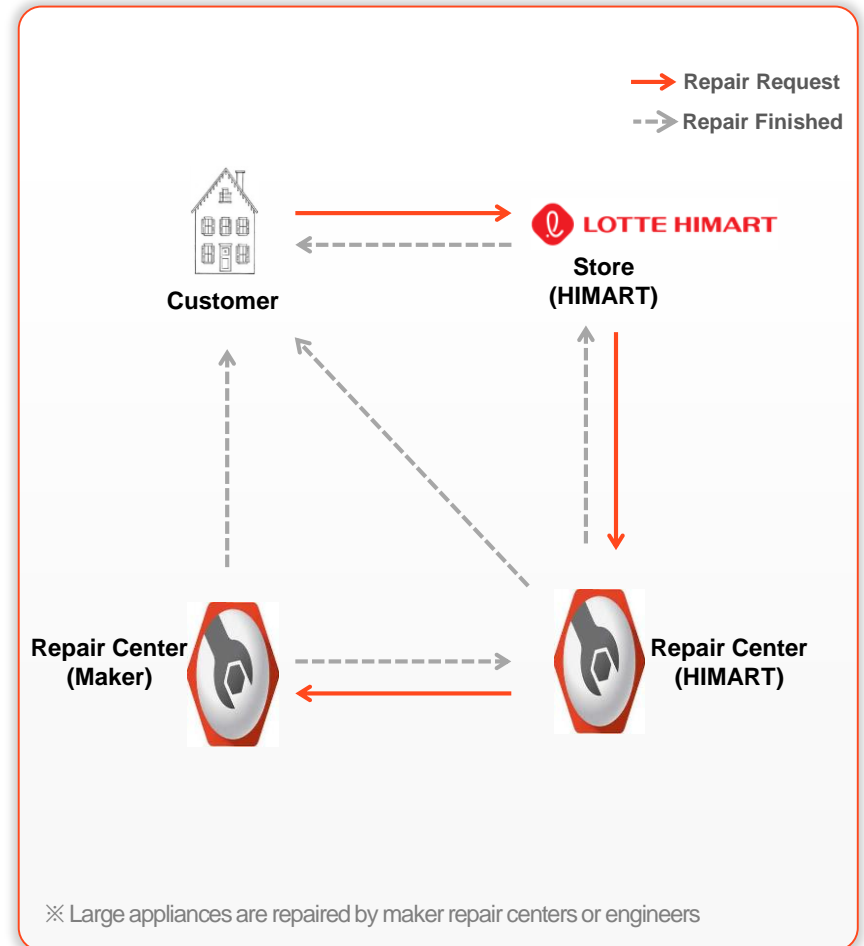 Repair Request
Repair Finished
LOTTE HIMART
Customer
Store
(HIMART)
Repair Center
(Maker)
Repair Center
(HIMART)
※ Large appliances are repaired by maker repair centers or engineers